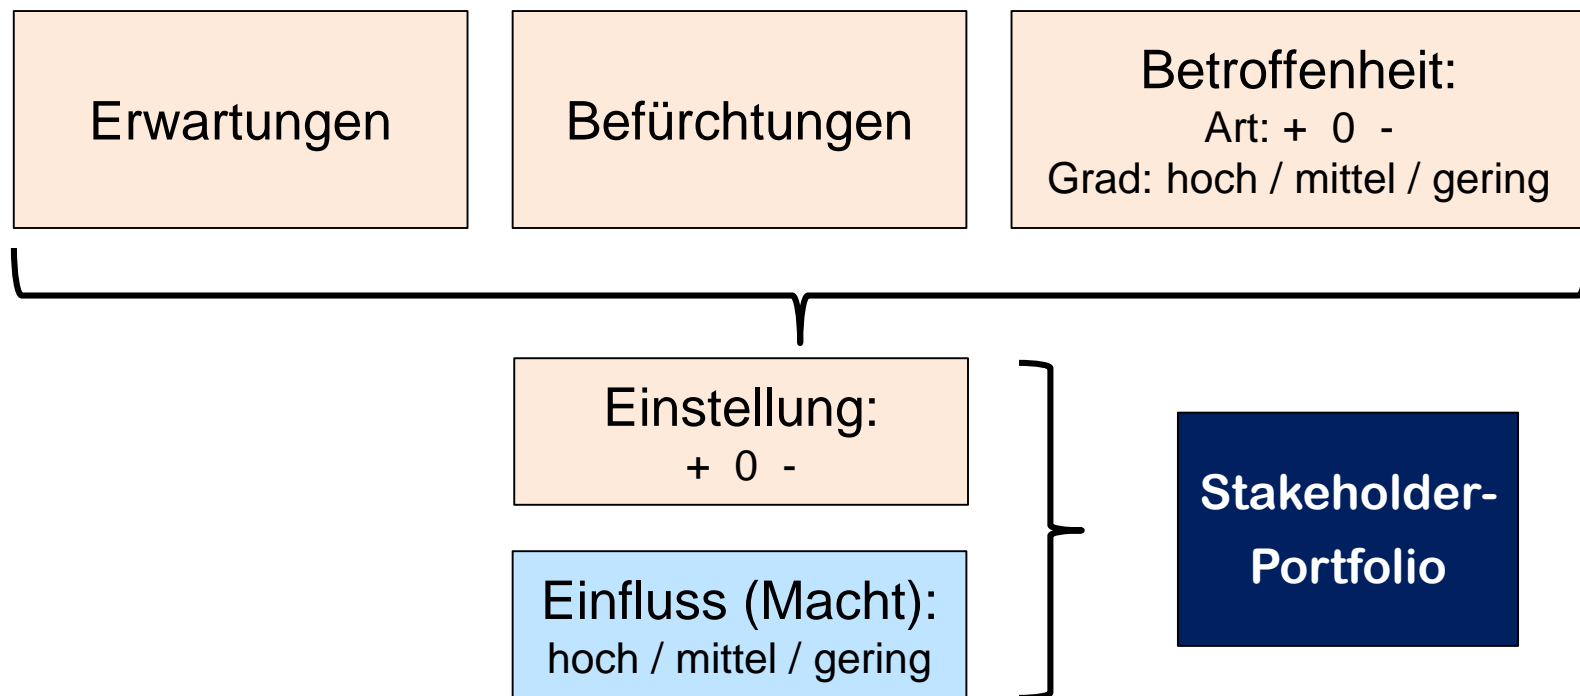 Erwartungen
Befürchtungen
Betroffenheit:
Art: + 0 -
Grad: hoch / mittel / gering
Einstellung:
+ 0 -
Einfluss (Macht):
hoch / mittel / gering
Stakeholder-
Portfolio